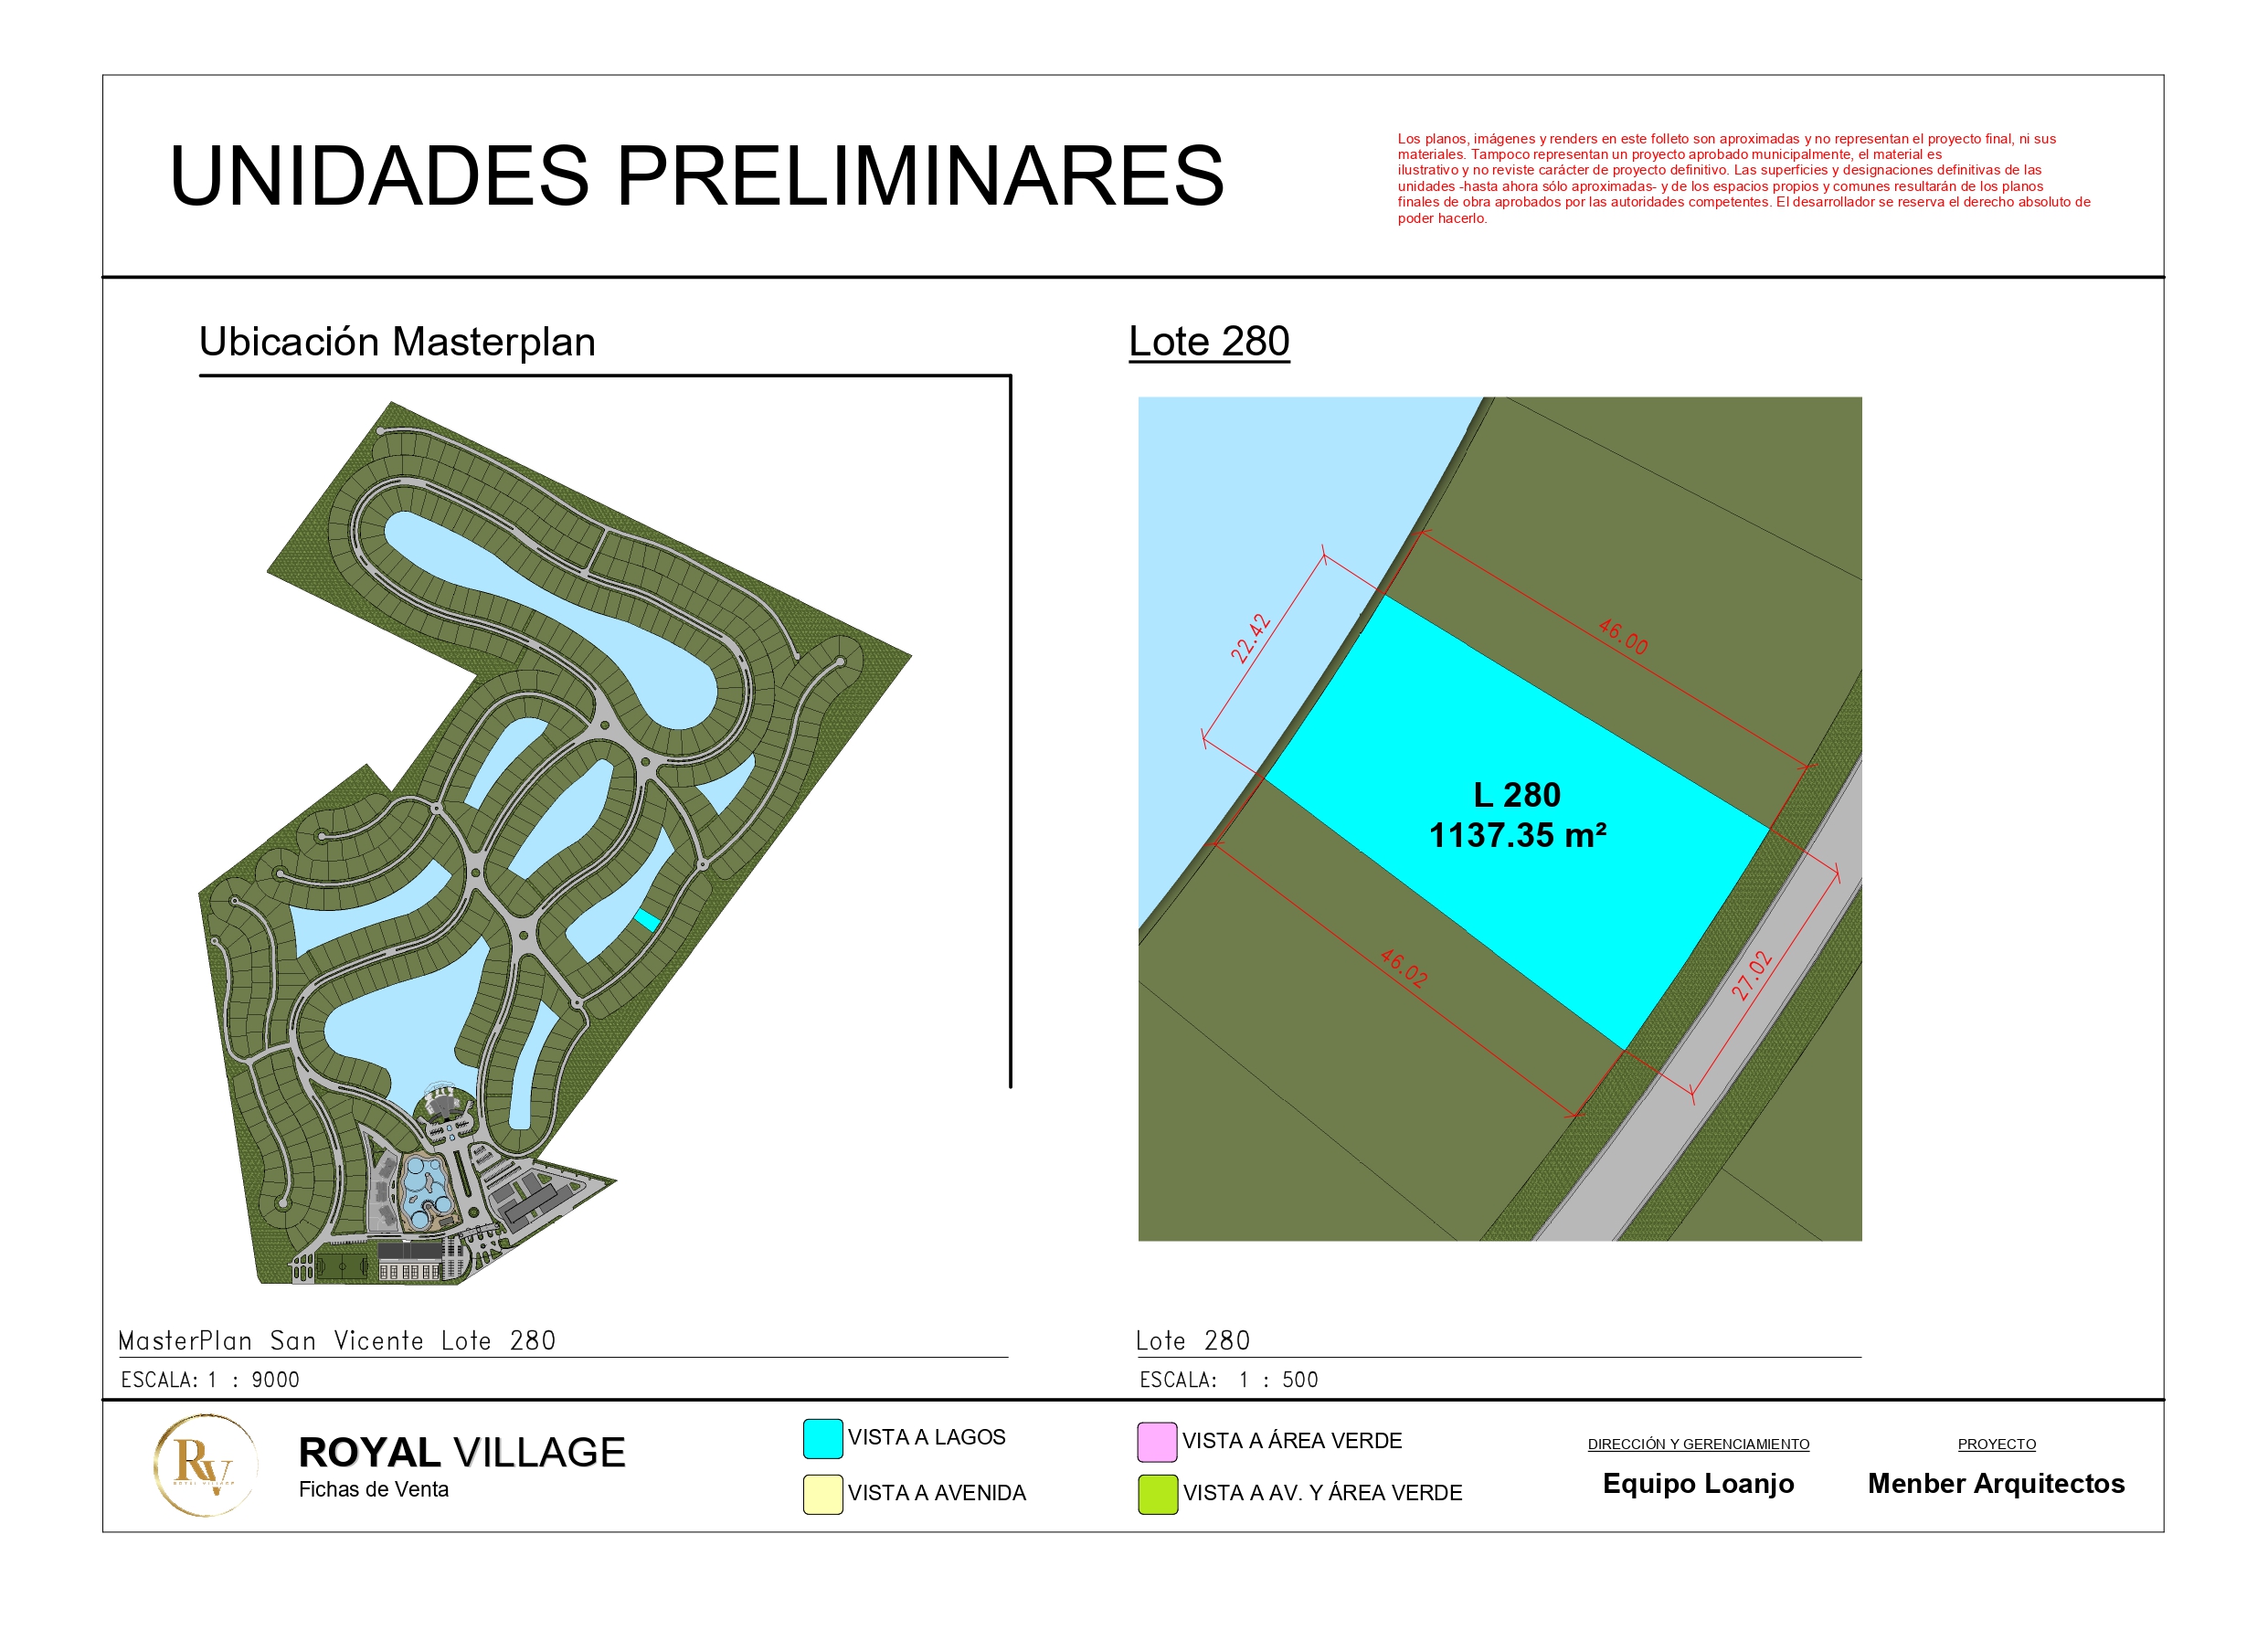 UNIDADES PRELIMINARES
Los planos, imágenes y renders en este folleto son aproximadas y no representan el proyecto final, ni sus
materiales. Tampoco representan un proyecto aprobado municipalmente, el material es
ilustrativo y no reviste carácter de proyecto definitivo. Las superficies y designaciones definitivas de las
unidades -hasta ahora sólo aproximadas- y de los espacios propios y comunes resultarán de los planos
finales de obra aprobados por las autoridades competentes. El desarrollador se reserva el derecho absoluto de
poder hacerlo.
Ubicación Masterplan
Lote 280
22.42
46.00
L 280
1137.35 m²
46.02
27.02
MasterPlan San Vicente Lote 280
ESCALA: 1 : 9000
Lote 280
ESCALA: 1 : 500
RV
ROYAL VILLAGE
ROYAL VILLAGE
Fichas de Venta
VISTA A LAGOS
VISTA A AVENIDA
VISTA A ÁREA VERDE
VISTA A AV. Y ÁREA VERDE
DIRECCIÓN Y GERENCIAMIENTO
Equipo Loanjo
PROYECTO
Menber Arquitectos